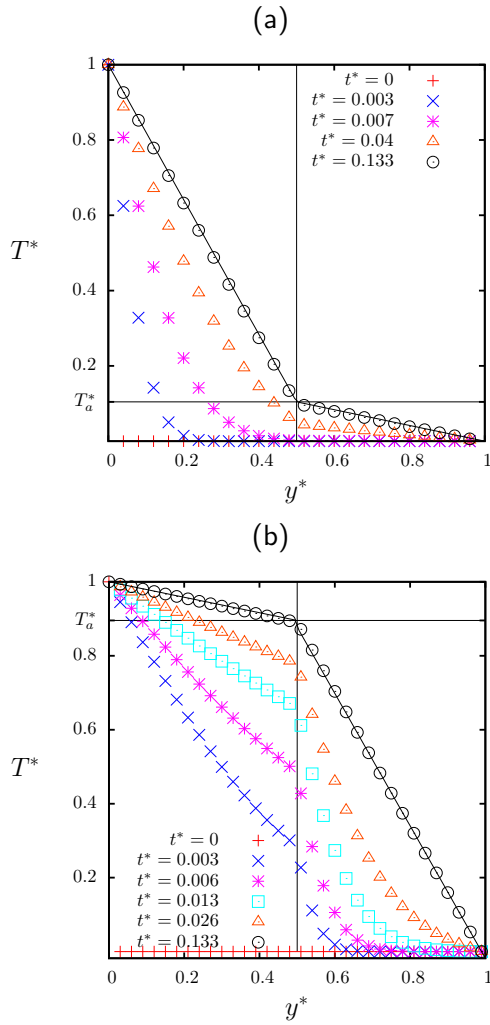 (a)
t* = 0
t* = 0.003
t* = 0.007
t* = 0.04
t* = 0.133
1
0.8
0.6
T*
0.4
0.2
T*a
0 0.2 0.4 0.6 0.8 1
y*
(b)
1
T*a
0.8
T*
0.6
0.4
0.2
t* = 0
t* = 0.003
t* = 0.006
t* = 0.013
t* = 0.026
t* = 0.133
0 0.2 0.4 0.6 0.8 1
y*